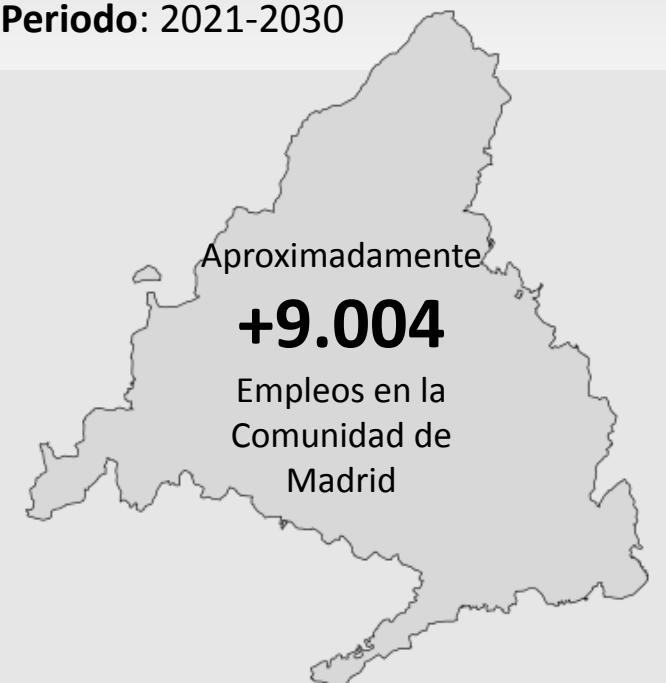 Periodo: 2021-2030
Aproximadamente
+9.004
Empleos en la
Comunidad de
Madrid